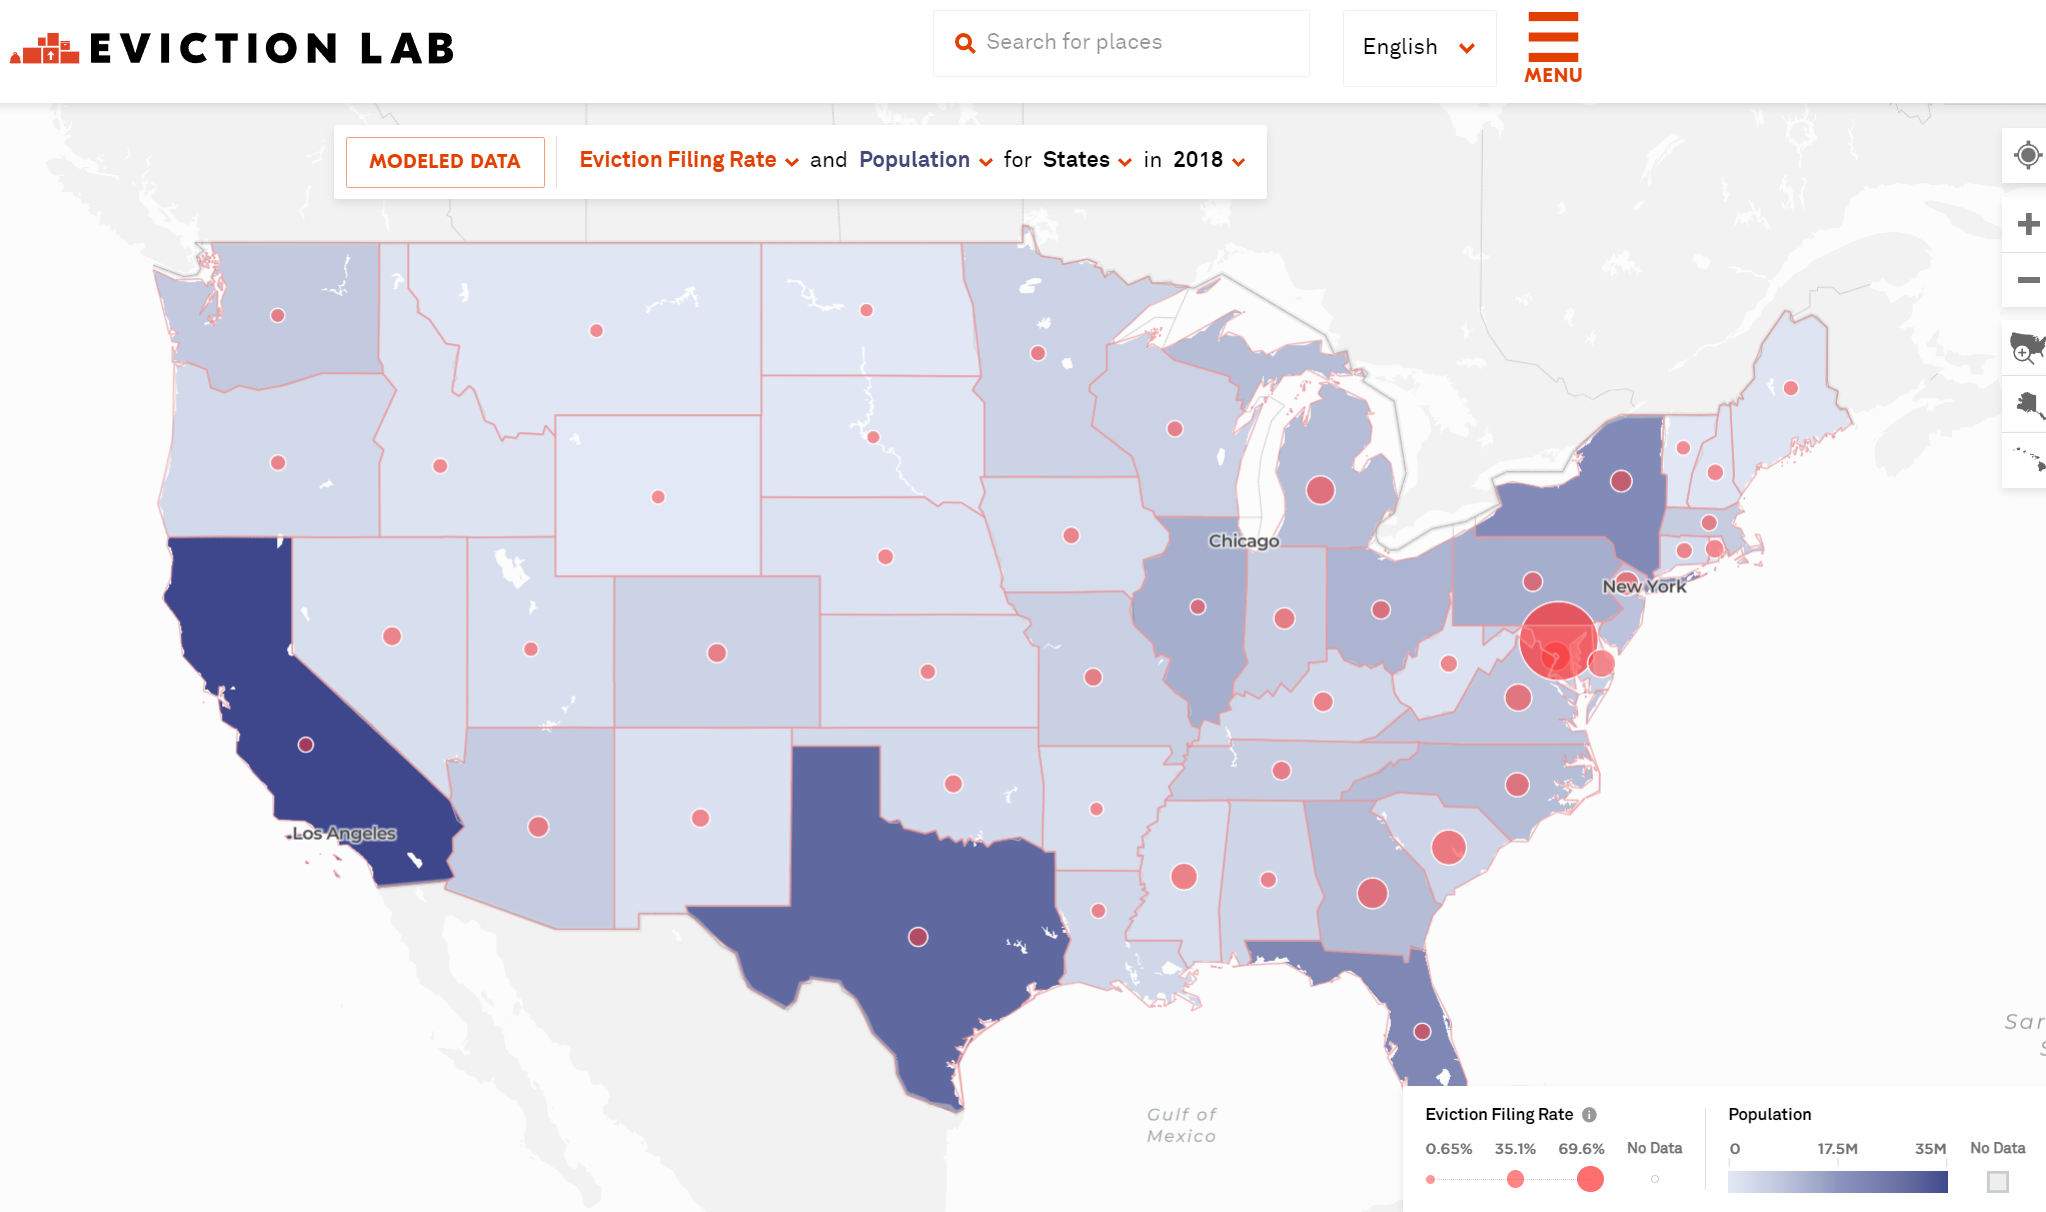 EVICTION LAB
Search for places
English
MENU
MODELED DATA
Eviction Filing Rate and Population for States in 2018
Chicago
New York
Los Angeles
Sar
S
Gulf of
Mexico
Eviction Filing Rate
0.65% 35.1% 69.6% No Data
Population
0 17.5M 35M No Data